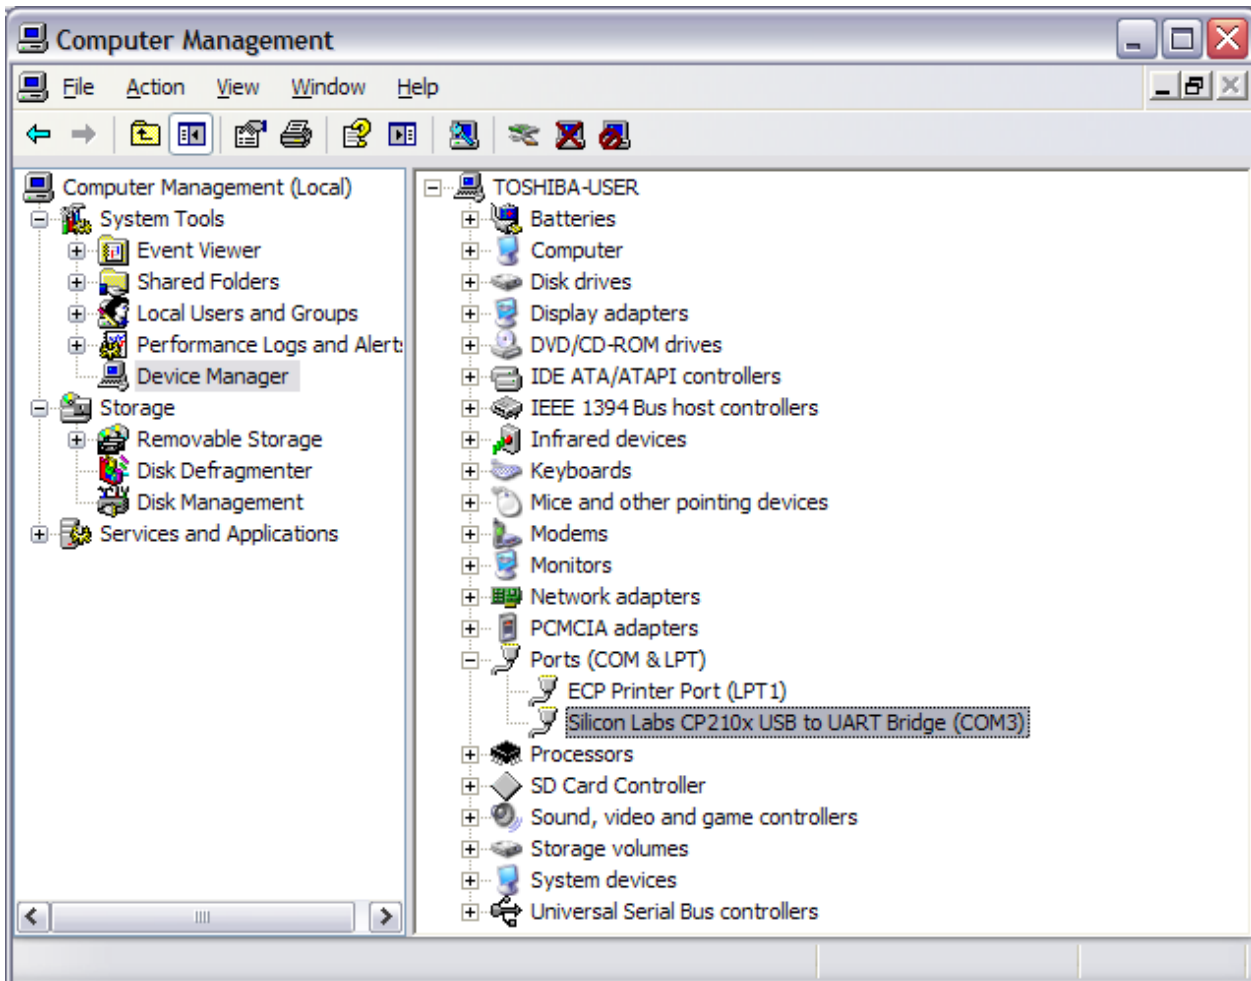 Computer Management
File Action View Window Help
Computer Management (Local)
System Tools
Event Viewer
Shared Folders
Local Users and Groups
Performance Logs and Alert
Device Manager
Storage
Removable Storage
Disk Defragmenter
Disk Management
Services and Applications
TOSHIBA-USER
Batteries
Computer
Disk drives
Display adapters
DVD/CD-ROM drives
IDE ATA/ATAPI controllers
IEEE 1394 Bus host controllers
Infrared devices
Keyboards
Mice and other pointing devices
Modems
Monitors
Network adapters
PCMCIA adapters
Ports (COM & LPT)
ECP Printer Port (LPT1)
Silicon Labs CP210x USB to UART Bridge (COM3)
Processors
SD Card Controller
Sound, video and game controllers
Storage volumes
System devices
Universal Serial Bus controllers